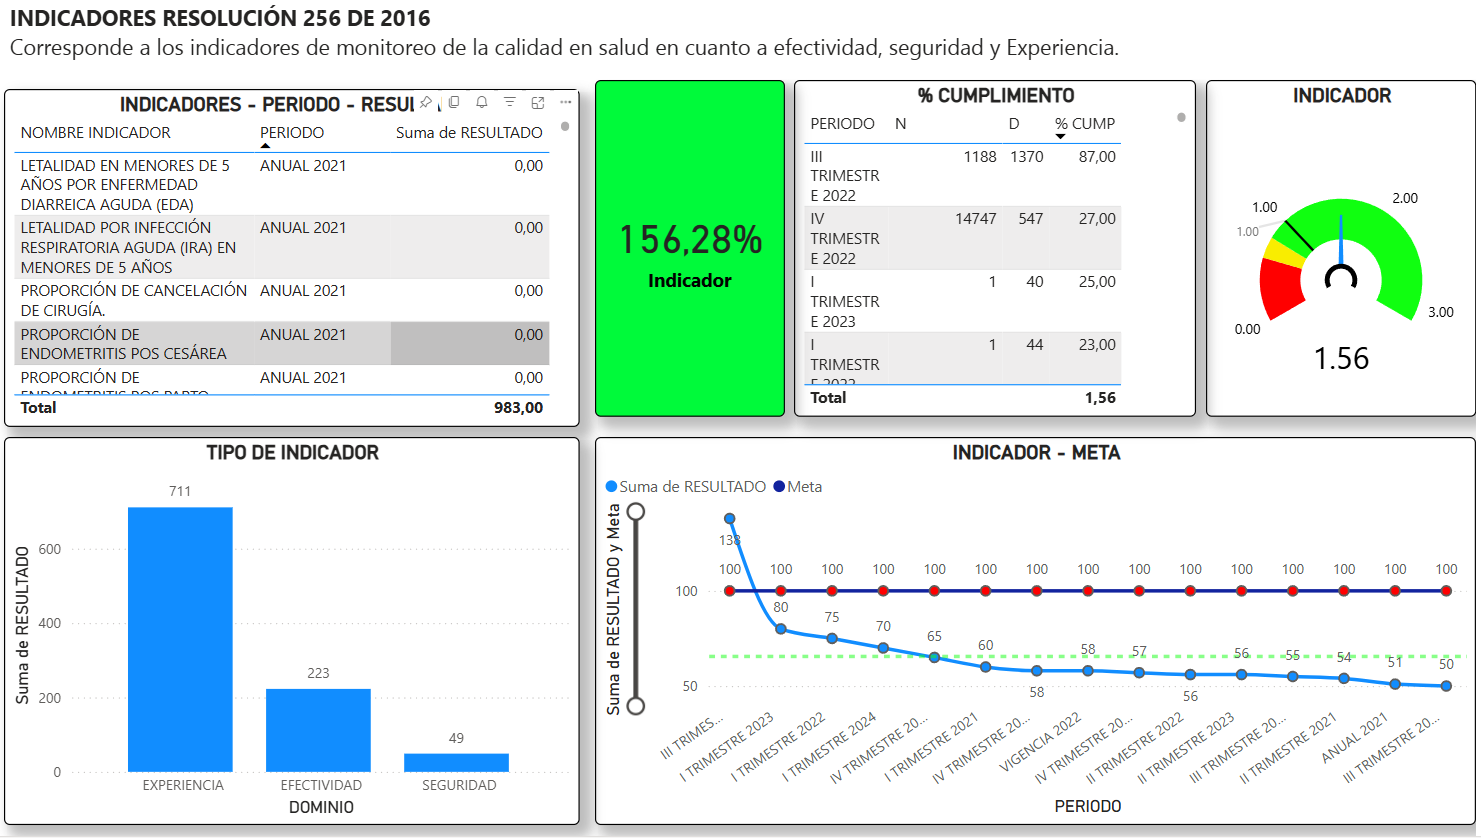 INDICADORES RESOLUCIÓN 256 DE 2016
Corresponde a los indicadores de monitoreo de la calidad en salud en cuanto a efectividad, seguridad y Experiencia.
INDICADORES - PERIODO - RESUL
NOMBRE INDICADOR PERIODO Suma de RESULTADO
LETALIDAD EN MENORES DE 5 ANUAL 2021 0,00
AÑOS POR ENFERMEDAD
DIARREICA AGUDA (EDA)
LETALIDAD POR INFECCIÓN ANUAL 2021 0,00
RESPIRATORIA AGUDA (IRA) EN
MENORES DE 5 AÑOS
PROPORCIÓN DE CANCELACIÓN ANUAL 2021 0,00
DE CIRUGÍA.
PROPORCIÓN DE ANUAL 2021 0,00
ENDOMETRITIS POS CESÁREA
PROPORCIÓN DE ANUAL 2021 0,00
ENDOMETRITIS POS PARTO
Total 983,00
156,28%
Indicador
% CUMPLIMIENTO
PERIODO N D % CUMP
III 1188 1370 87,00
TRIMESTR
E 2022
IV 14747 547 27,00
TRIMESTR
E 2022
I 1 40 25,00
TRIMESTR
E 2023
I 1 44 23,00
TRIMESTR
E 2022
Total 1,56
INDICADOR
2.00
1.00
1.00
0.00
3.00
1.56
TIPO DE INDICADOR
Suma de RESULTADO
600
400
200
0
711
223
49
EXPERIENCIA EFECTIVIDAD SEGURIDAD
DOMINIO
INDICADOR - META
Suma de RESULTADO Meta
Suma de RESULTADO y Meta
100
50
138
100 100 100 100 100 100 100 100 100 100 100 100 100 100 100
80 75 70 65 60 58 58 57 56 56 55 54 51 50
III TRIMES...
I TRIMESTRE 2023
I TRIMESTRE 2022
I TRIMESTRE 2024
IV TRIMESTRE 20...
I TRIMESTRE 2021
IV TRIMESTRE 20...
VIGENCIA 2022
IV TRIMESTRE 20...
II TRIMESTRE 2022
II TRIMESTRE 2023
III TRIMESTRE 20...
II TRIMESTRE 2021
ANUAL 2021
III TRIMESTRE 20...
PERIODO